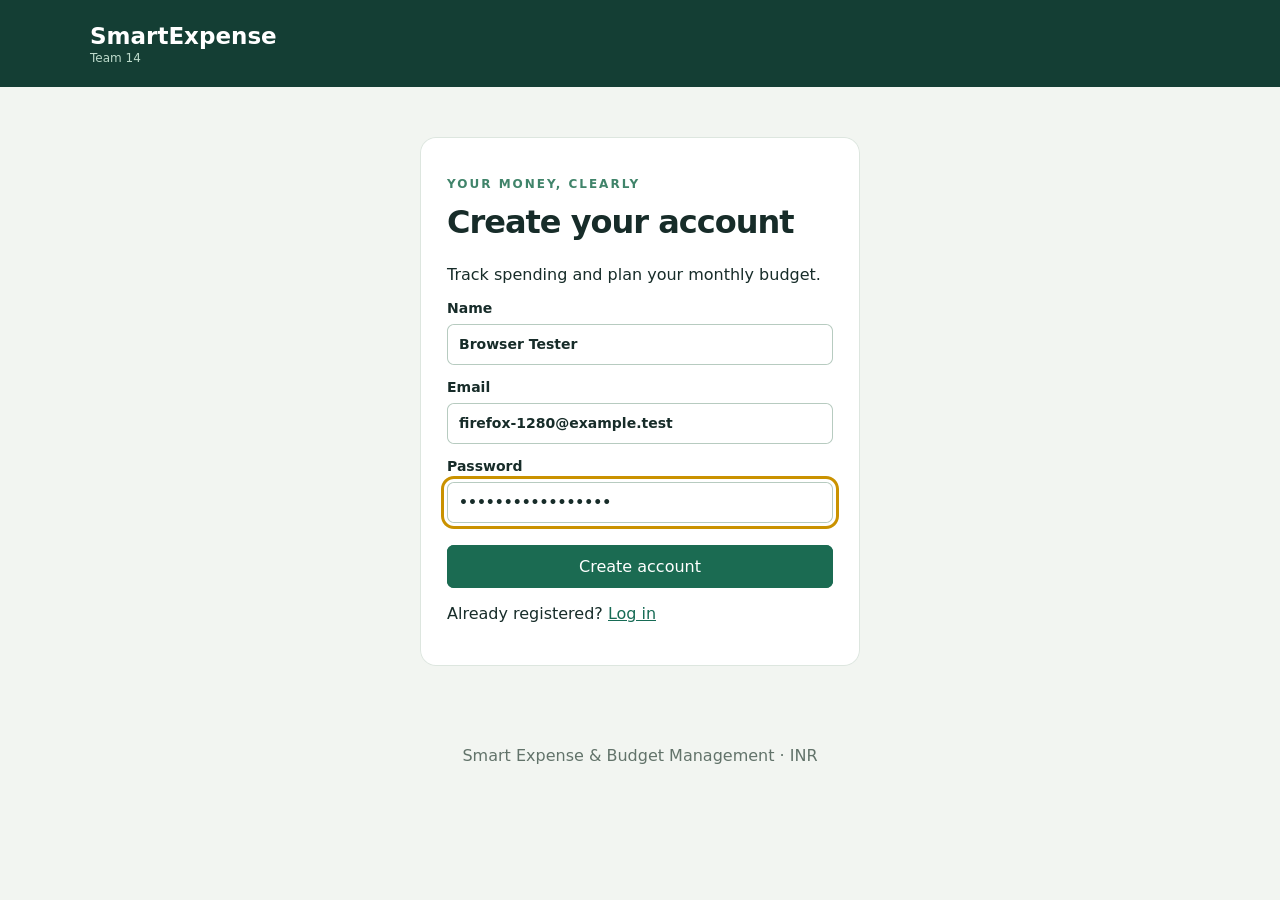 SmartExpense
Team 14
YOUR MONEY, CLEARLY
Create your account
Track spending and plan your monthly budget.
Name
Browser Tester
Email
firefox-1280@example.test
Password
•••••••••••••••••
Create account
Already registered? Log in
Smart Expense & Budget Management · INR